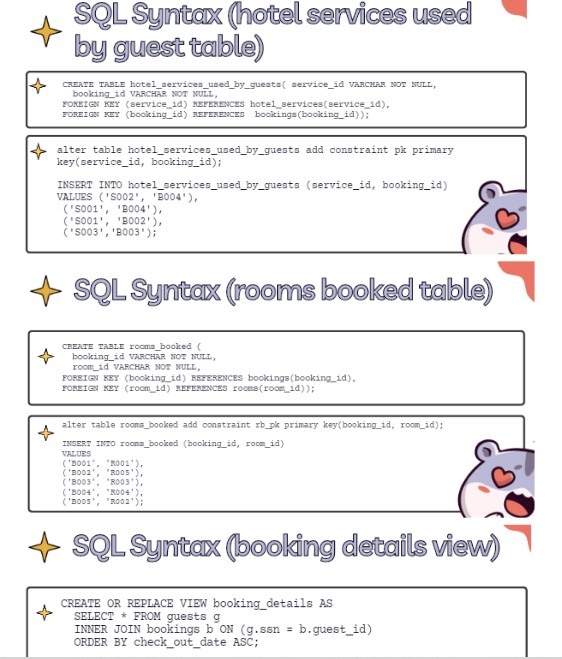 SQL Syntax (hotel services used
by guest table)
CREATE TABLE hotel_services_used_by_guests( service_id VARCHAR NOT NULL,
booking_id VARCHAR NOT NULL,
FOREIGN KEY (service_id) REFERENCES hotel_services(service_id),
FOREIGN KEY (booking_id) REFERENCES bookings(booking_id));
alter table hotel_services_used_by_guests add constraint pk primary
key(service_id, booking_id);
INSERT INTO hotel_services_used_by_guests (service_id, booking_id)
VALUES ('S002', 'B004'),
('S001', 'B004'),
('S001', 'B002'),
('S003','B003');
SQL Syntax (rooms booked table)
CREATE TABLE rooms_booked (
booking_id VARCHAR NOT NULL,
room_id VARCHAR NOT NULL,
FOREIGN KEY (booking_id) REFERENCES bookings(booking_id),
FOREIGN KEY (room_id) REFERENCES rooms(room_id));
alter table rooms_booked add constraint rb_pk primary key(booking_id, room_id);
INSERT INTO rooms_booked (booking_id, room_id)
VALUES
('B001', 'R001'),
('B002', 'R005'),
('B003', 'R003'),
('B004', 'R004'),
('B005', 'R002');
SQL Syntax (booking details view)
CREATE OR REPLACE VIEW booking_details AS
SELECT * FROM guests g
INNER JOIN bookings b ON (g.ssn = b.guest_id)
ORDER BY check_out_date ASC;